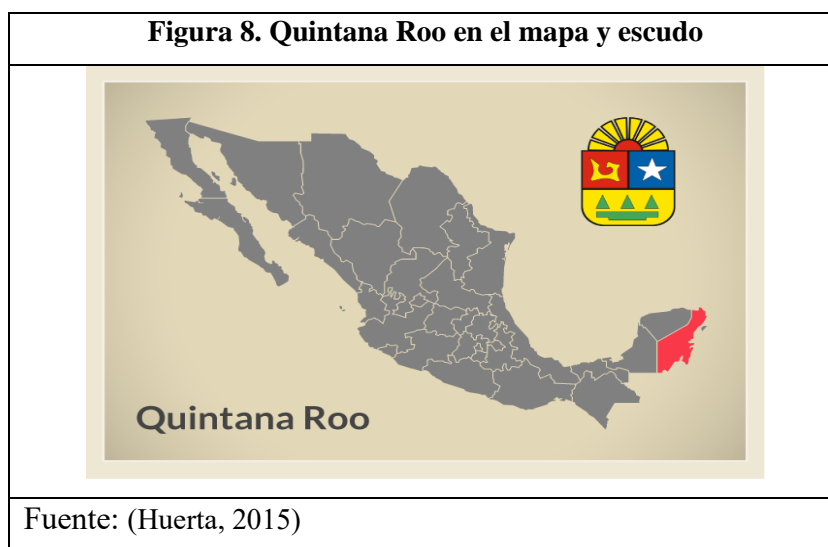 Figura 8. Quintana Roo en el mapa y escudo
Quintana Roo
Fuente: (Huerta, 2015)